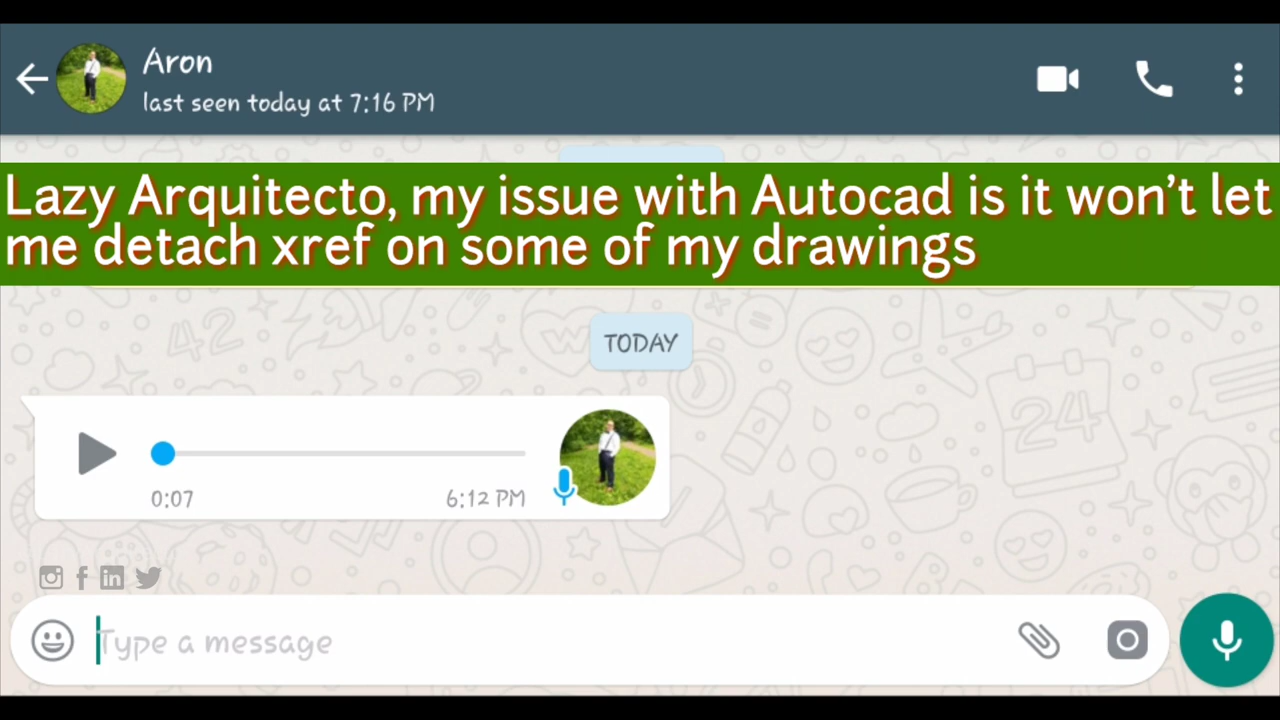 Aron
last seen today at 7:16 PM
Lazy Arquitecto, my issue with Autocad is it won't let
me detach xref on some of my drawings
TODAY
0:07
6:12 PM
Type a message